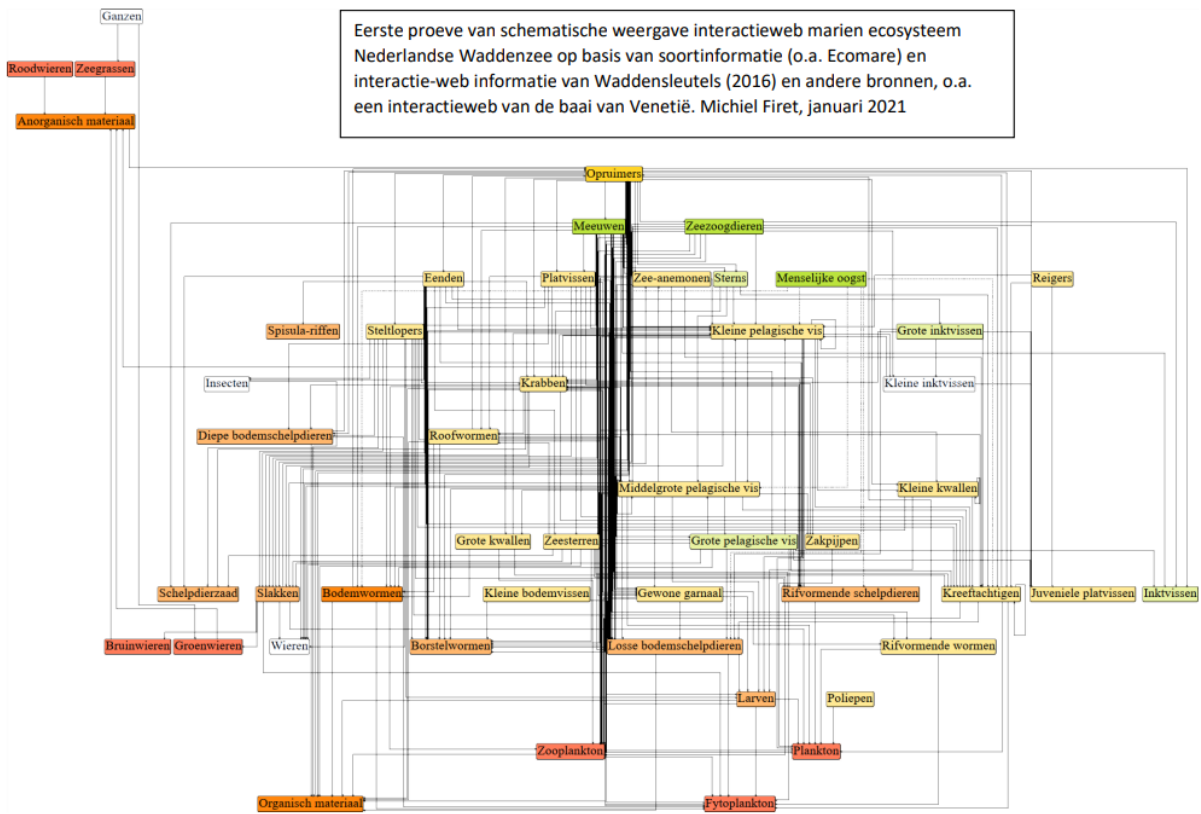 Ganzen
Eerste proeve van schematische weergave interactieweb marien ecosysteem
Nederlandse Waddenzee op basis van soortinformatie (o.a. Ecomare) en
interactie-web informatie van Waddensleutels (2016) en andere bronnen, o.a.
een interactieweb van de baai van Venetië. Michiel Firet, januari 2021
Roodwieren Zeegrassen
Anorganisch materiaal
Opruimers
Meeuwen Zeezoogdieren
Eenden Platvissen Zee-anemonen Sterns Menselijke oogst Reigers
Spisula-riffen Steltlopers Kleine pelagische vis Grote inktvissen
Insecten Krabben Kleine inktvissen
Diepe bodemschelpdieren Roofwormen
Middelgrote pelagische vis Kleine kwallen
Grote kwallen Zeesterren Grote pelagische vis Zakpijpen
Schelpdierzaad Slakken Bodemwormen Kleine bodemvissen Gewone garnaal Rifvormende schelpdieren Kreeftachtigen Juveniele platvissen Inktvissen
Bruinwieren Groenwieren Wieren Borstelwormen Losse bodemschelpdieren Rifvormende wormen
Larven Poliepen
Zooplankton Plankton
Organisch materiaal Fytoplankton